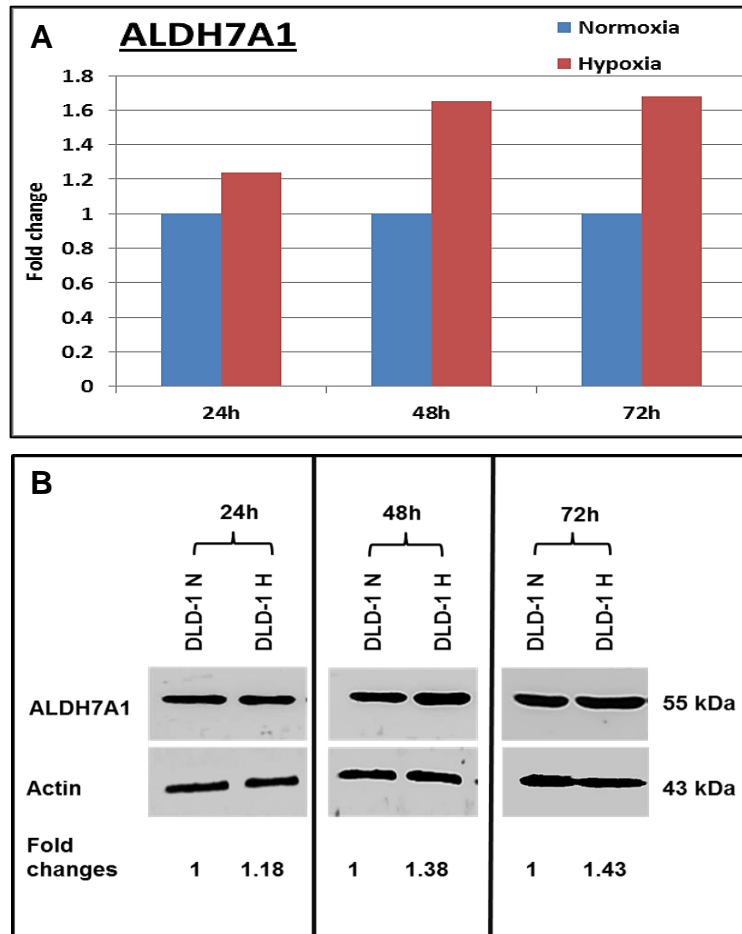 A
ALDH7A1
Normoxia
Hypoxia
Fold change
1.8
1.6
1.4
1.2
1
0.8
0.6
0.4
0.2
0
24h 48h 72h
B
24h 48h 72h
DLD-1 N DLD-1 H DLD-1 N DLD-1 H DLD-1 N DLD-1 H
ALDH7A1 55 kDa
Actin 43 kDa
Fold
changes 1 1.18 1 1.38 1 1.43